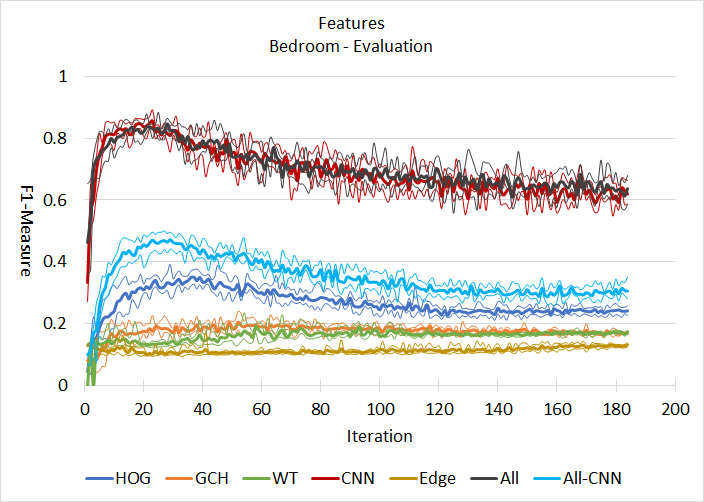 Features
Bedroom - Evaluation
1
0.8
0.6
0.4
0.2
0
F1-Measure
0 20 40 60 80 100 120 140 160 180 200
Iteration
HOG GCH WT CNN Edge All All-CNN